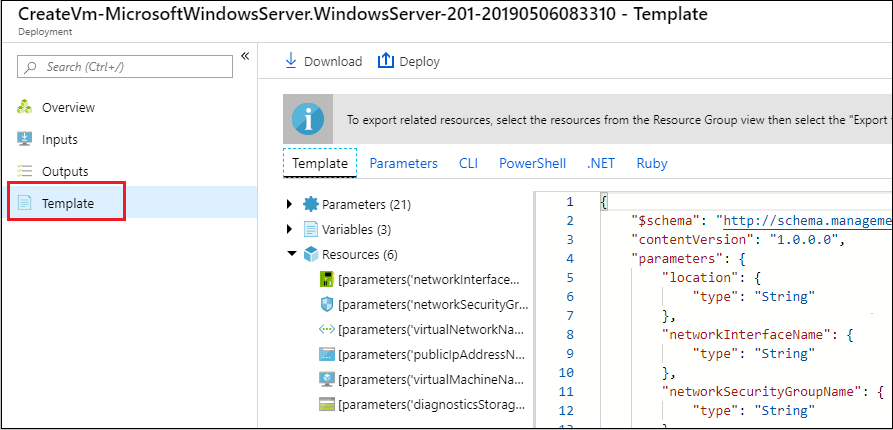 CreateVm-MicrosoftWindowsServer.WindowsServer-201-20190506083310 - Template
Deployment
Search (Ctrl+/)
«
Overview
Inputs
Outputs
Template
Download Deploy
To export related resources, select the resources from the Resource Group view then select the "Export
Template Parameters CLI PowerShell .NET Ruby
Parameters (21)
Variables (3)
Resources (6)
[parameters('networkInterface...
[parameters('networkSecurityGr...
[parameters('virtualNetworkNa...
[parameters('publicIpAddressN...
[parameters('virtualMachineNa...
[parameters('diagnosticsStorag...
1 {
2 "$schema": "http://schema.manageme
3 "contentVersion": "1.0.0.0",
4 "parameters": {
5 "location": {
6 "type": "String"
7 },
8 "networkInterfaceName": {
9 "type": "String"
10 },
11 "networkSecurityGroupName": {
12 "type": "String"